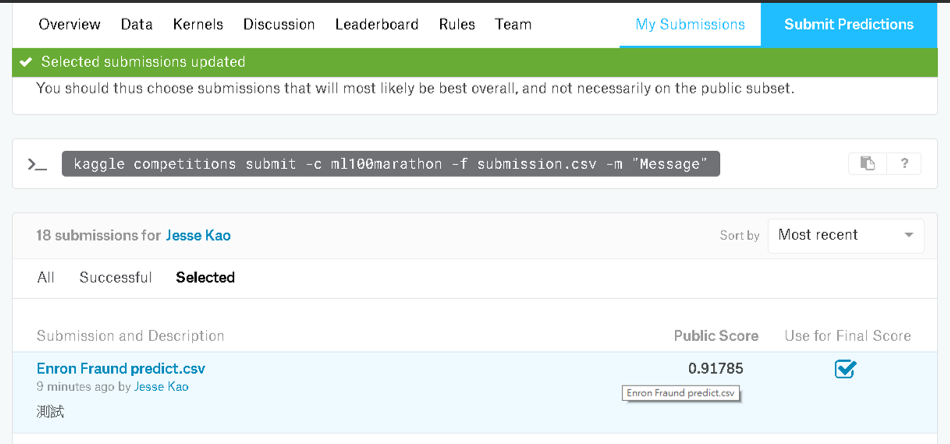 Overview Data Kernels Discussion Leaderboard Rules Team My Submissions Submit Predictions
Selected submissions updated
You should thus choose submissions that will most likely be best overall, and not necessarily on the public subset.
>_ kaggle competitions submit -c ml100marathon -f submission.csv -m "Message" ?
18 submissions for Jesse Kao Sort by Most recent
All Successful Selected
Submission and Description Public Score Use for Final Score
Enron Fraund predict.csv 0.91785
9 minutes ago by Jesse Kao Enron Fraund predict.csv
測試